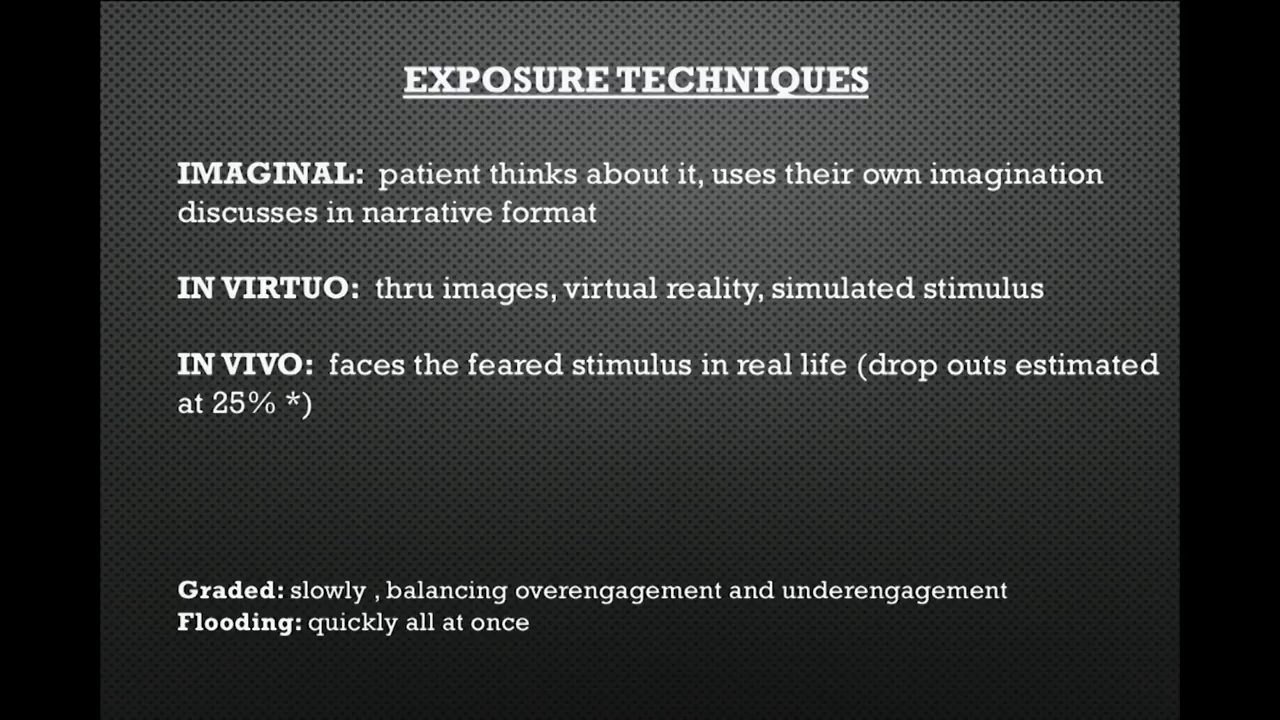 EXPOSURE TECHNIQUES
IMAGINAL: patient thinks about it, uses their own imagination
discusses in narrative format
IN VIRTUO: thru images, virtual reality, simulated stimulus
IN VIVO: faces the feared stimulus in real life (drop outs estimated
at 25% *)
Graded: slowly , balancing overengagement and underengagement
Flooding: quickly all at once